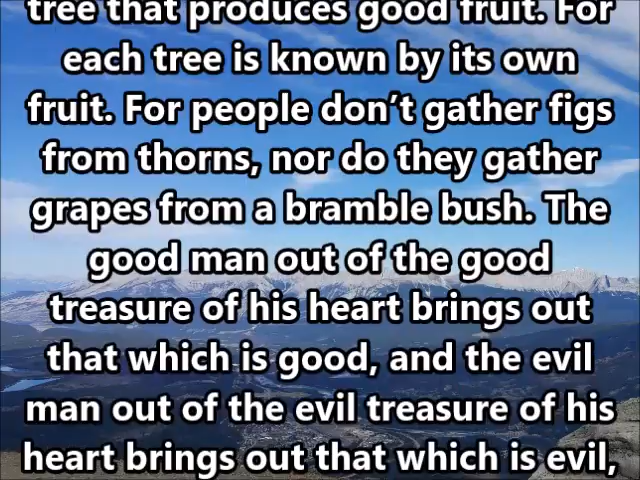 tree that produces good fruit. For
each tree is known by its own
fruit. For people don’t gather figs
from thorns, nor do they gather
grapes from a bramble bush. The
good man out of the good
treasure of his heart brings out
that which is good, and the evil
man out of the evil treasure of his
heart brings out that which is evil,